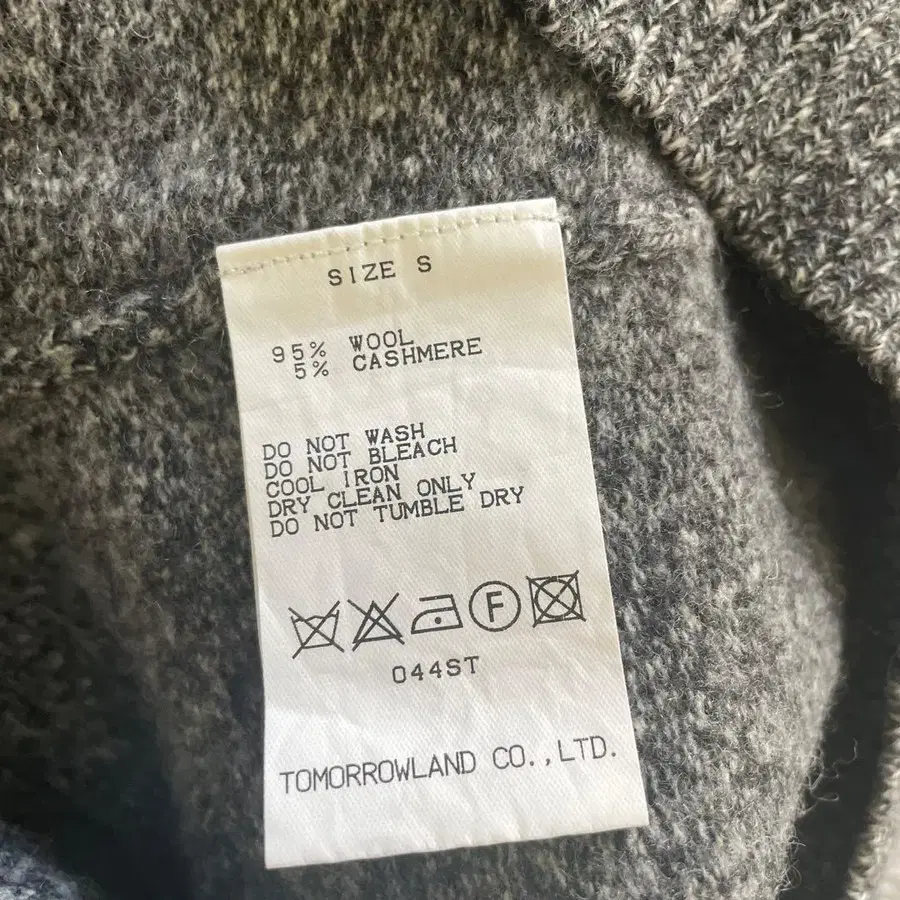 SIZE S
95% WOOL
5% CASHMERE
DO NOT WASH
DO NOT BLEACH
COOL IRON
DRY CLEAN ONLY
DO NOT TUMBLE DRY
F
044ST
TOMORROWLAND CO.,LTD.